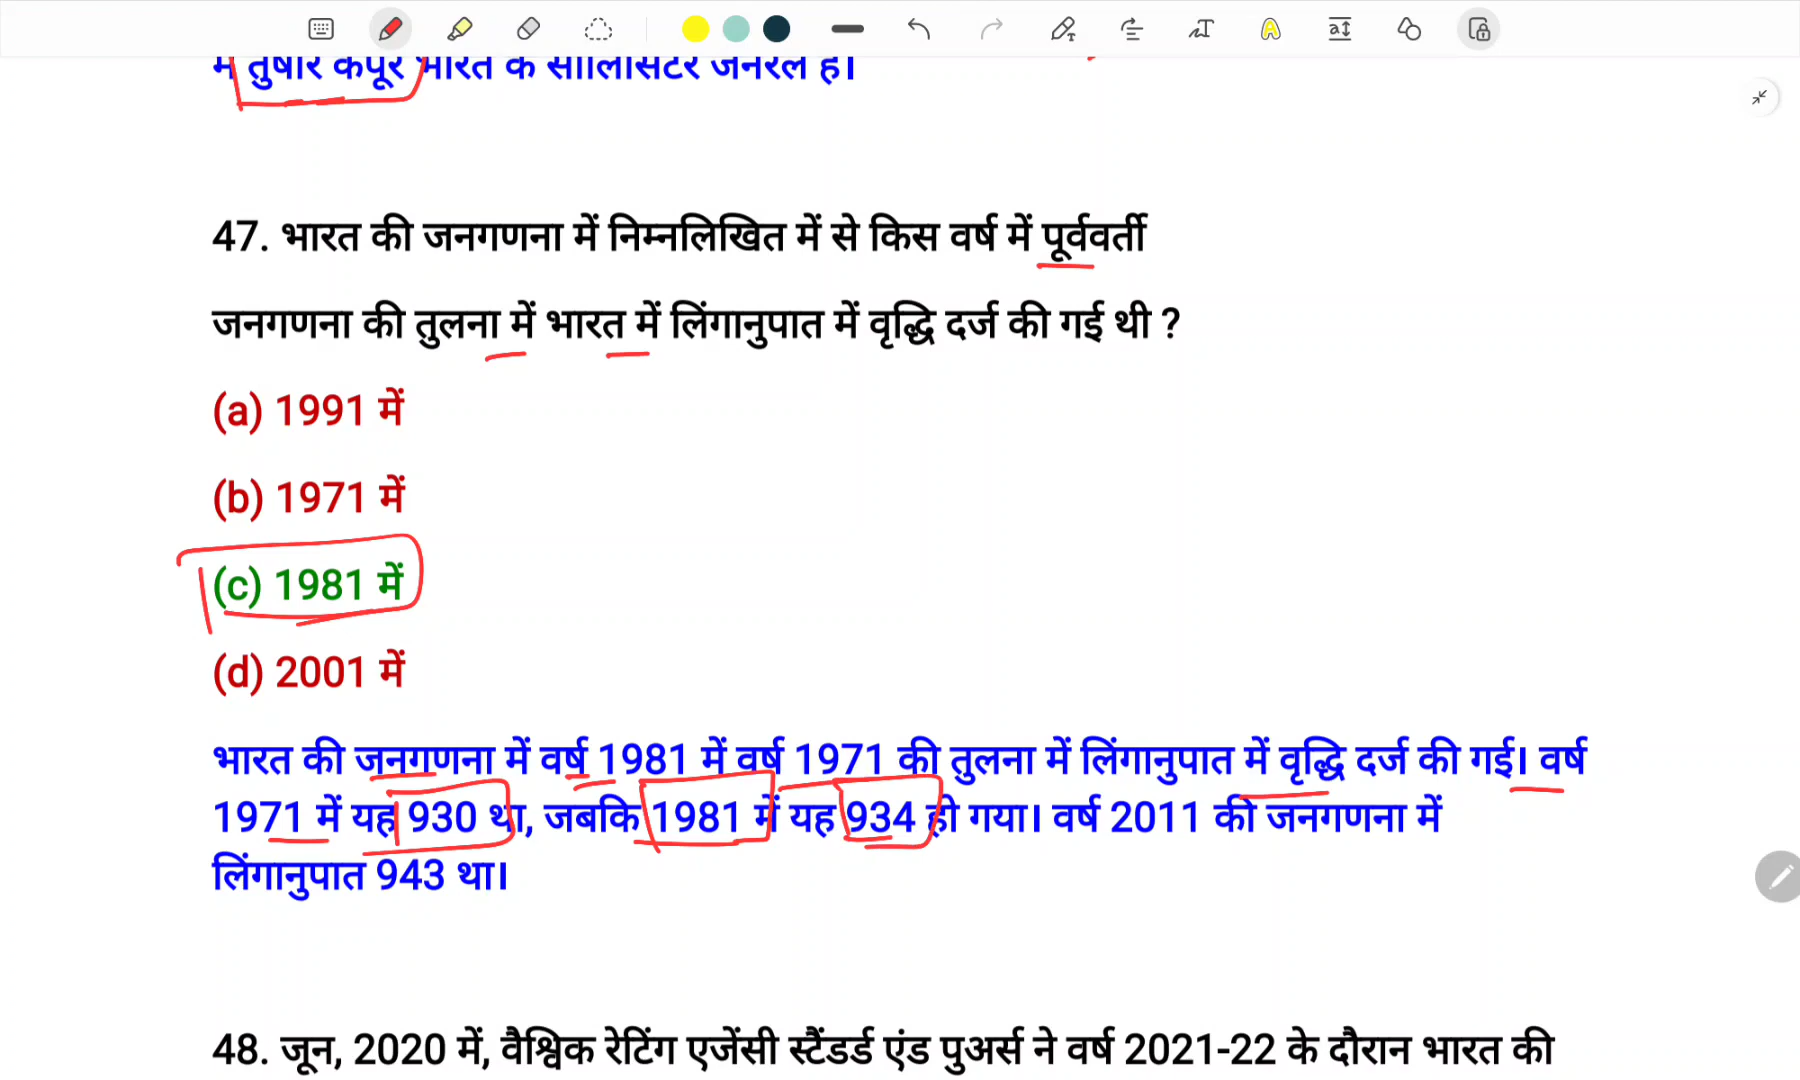 में तुषार कपूर भारत के सॉलिसिटर जनरल हैं।
47. भारत की जनगणना में निम्नलिखित में से किस वर्ष में पूर्ववर्ती
जनगणना की तुलना में भारत में लिंगानुपात में वृद्धि दर्ज की गई थी ?
(a) 1991 में
(b) 1971 में
(c) 1981 में
(d) 2001 में
भारत की जनगणना में वर्ष 1981 में वर्ष 1971 की तुलना में लिंगानुपात में वृद्धि दर्ज की गई। वर्ष
1971 में यह 930 था, जबकि 1981 में यह 934 हो गया। वर्ष 2011 की जनगणना में
लिंगानुपात 943 था।
48. जून, 2020 में, वैश्विक रेटिंग एजेंसी स्टैंडर्ड एंड पुअर्स ने वर्ष 2021-22 के दौरान भारत की